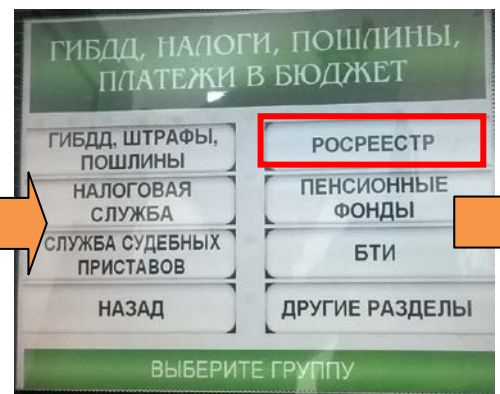 ГИБДД, НАЛОГИ, ПОШЛИНЫ,
ПЛАТЕЖИ В БЮДЖЕТ
ГИБДД, ШТРАФЫ,
ПОШЛИНЫ
РОСРЕЕСТР
НАЛОГОВАЯ
СЛУЖБА
ПЕНСИОННЫЕ
ФОНДЫ
СЛУЖБА СУДЕБНЫХ
ПРИСТАВОВ
БТИ
НАЗАД
ДРУГИЕ РАЗДЕЛЫ
ВЫБЕРИТЕ ГРУППУ